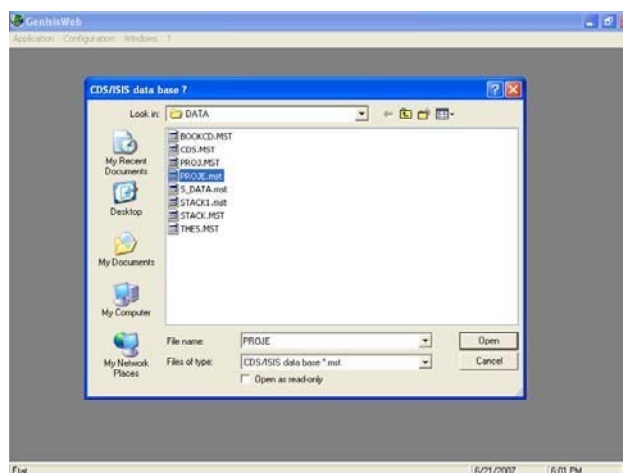 GenIsisWeb
Application Configuration Windows ?
CDS/ISIS data base ?
Look in: DATA
My Recent Documents
Desktop
My Documents
My Computer
My Network Places
BOOKCD.MST
CDS.MST
PROJ.MST
PROJE.mst
S_DATA.mst
STACK1.mst
STACK.MST
THES.MST
File name: PROJE Open
Files of type: CDS/ISIS data base *.mst Cancel
Open as read-only
Etat 6/21/2007 6:01 PM